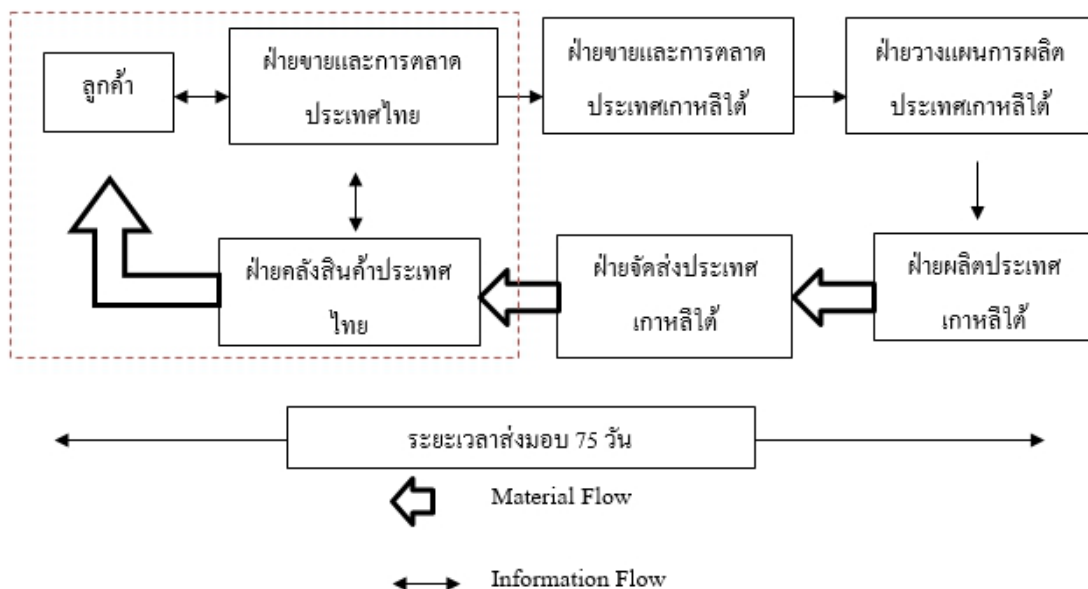 ลูกค้า
ฝ่ายขายและการตลาด
ประเทศไทย
ฝ่ายขายและการตลาด
ประเทศเกาหลีใต้
ฝ่ายวางแผนการผลิต
ประเทศเกาหลีใต้
ฝ่ายคลังสินค้าประเทศ
ไทย
ฝ่ายจัดส่งประเทศ
เกาหลีใต้
ฝ่ายผลิตประเทศ
เกาหลีใต้
ระยะเวลาส่งมอบ 75 วัน
Material Flow
Information Flow